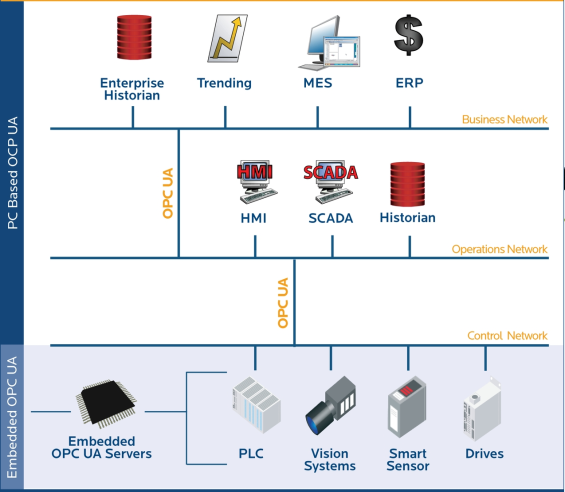 PC Based OCP UA
Enterprise
Historian
Trending
MES
$
ERP
Business Network
OPC UA
HMI
SCADA
HMI
SCADA
Historian
Operations Network
OPC UA
Control Network
Embedded OPC UA
Embedded
OPC UA Servers
PLC
Vision
Systems
Smart
Sensor
Drives